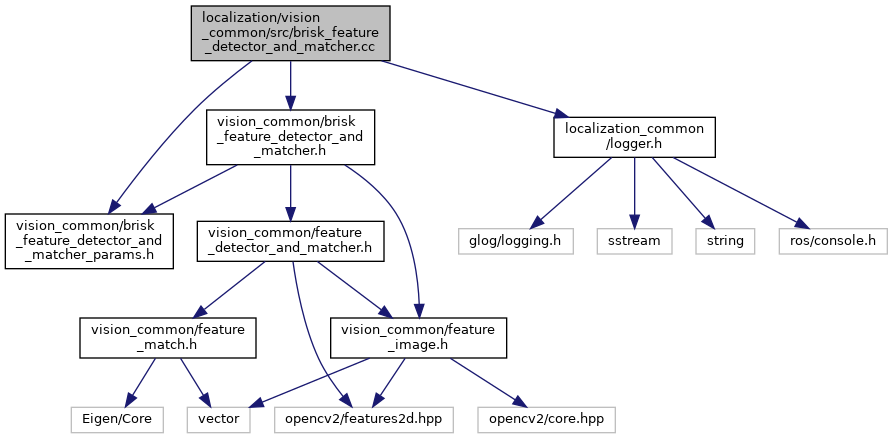 localization/vision
_common/src/brisk_feature
_detector_and_matcher.cc
vision_common/brisk
_feature_detector_and
_matcher.h
localization_common
/logger.h
vision_common/brisk
_feature_detector_and
_matcher_params.h
vision_common/feature
_detector_and_matcher.h
glog/logging.h
sstream
string
ros/console.h
vision_common/feature
_match.h
vision_common/feature
_image.h
Eigen/Core
vector
opencv2/features2d.hpp
opencv2/core.hpp